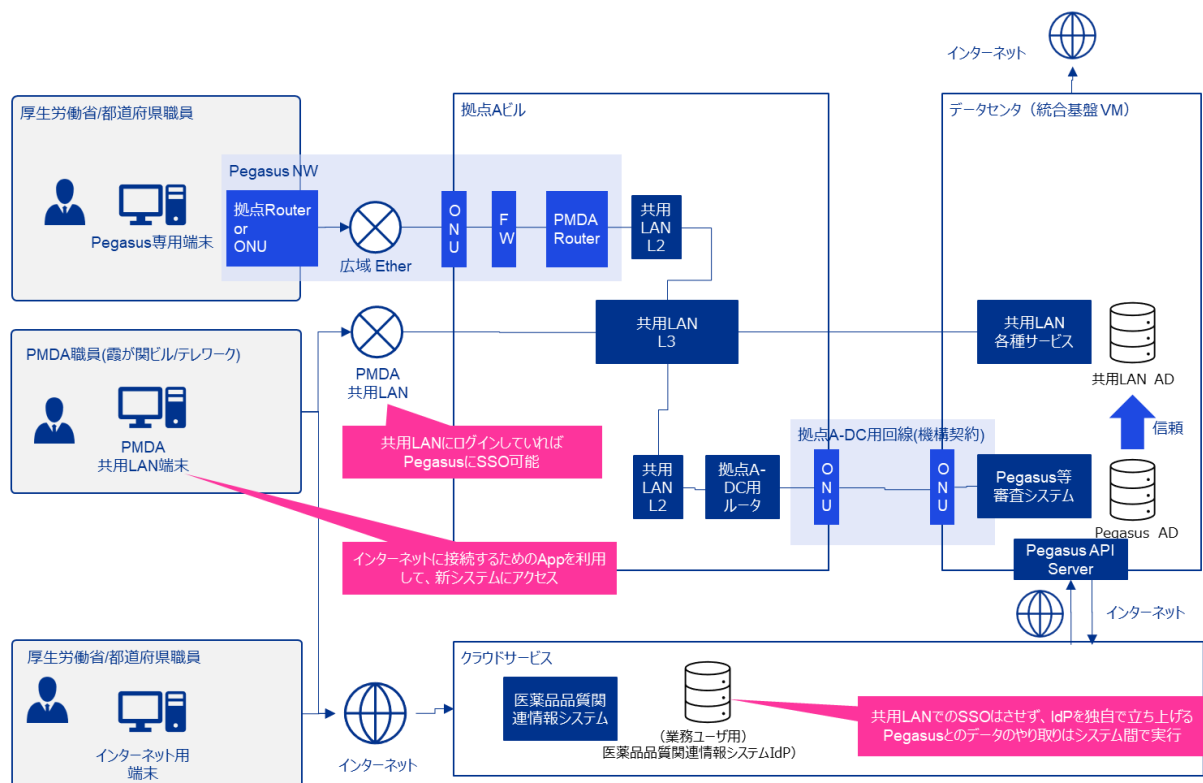 インターネット
厚生労働省/都道府県職員
Pegasus専用端末
Pegasus NW
拠点Router
or
ONU
広域 Ether
拠点Aビル
O
N
U
F
W
PMDA
Router
共用
LAN
L2
データセンタ（統合基盤 VM）
PMDA職員(霞が関ビル/テレワーク)
PMDA
共用LAN端末
PMDA
共用LAN
共用LAN
L3
共用LAN
各種サービス
共用LAN AD
信頼
共用LANにログインしていれば
PegasusにSSO可能
共用
LAN
L2
拠点A-
DC用
ルータ
拠点A-DC用回線(機構契約)
O
N
U
O
N
U
Pegasus等
審査システム
Pegasus AD
インターネットに接続するためのAppを利用
して、新システムにアクセス
Pegasus API
Server
インターネット
厚生労働省/都道府県職員
インターネット用
端末
インターネット
クラウドサービス
医薬品品質関
連情報システム
（業務ユーザ用）
医薬品品質関連情報システムIdP）
共用LANでのSSOはさせず、IdPを独自で立ち上げる
Pegasusとのデータのやり取りはシステム間で実行